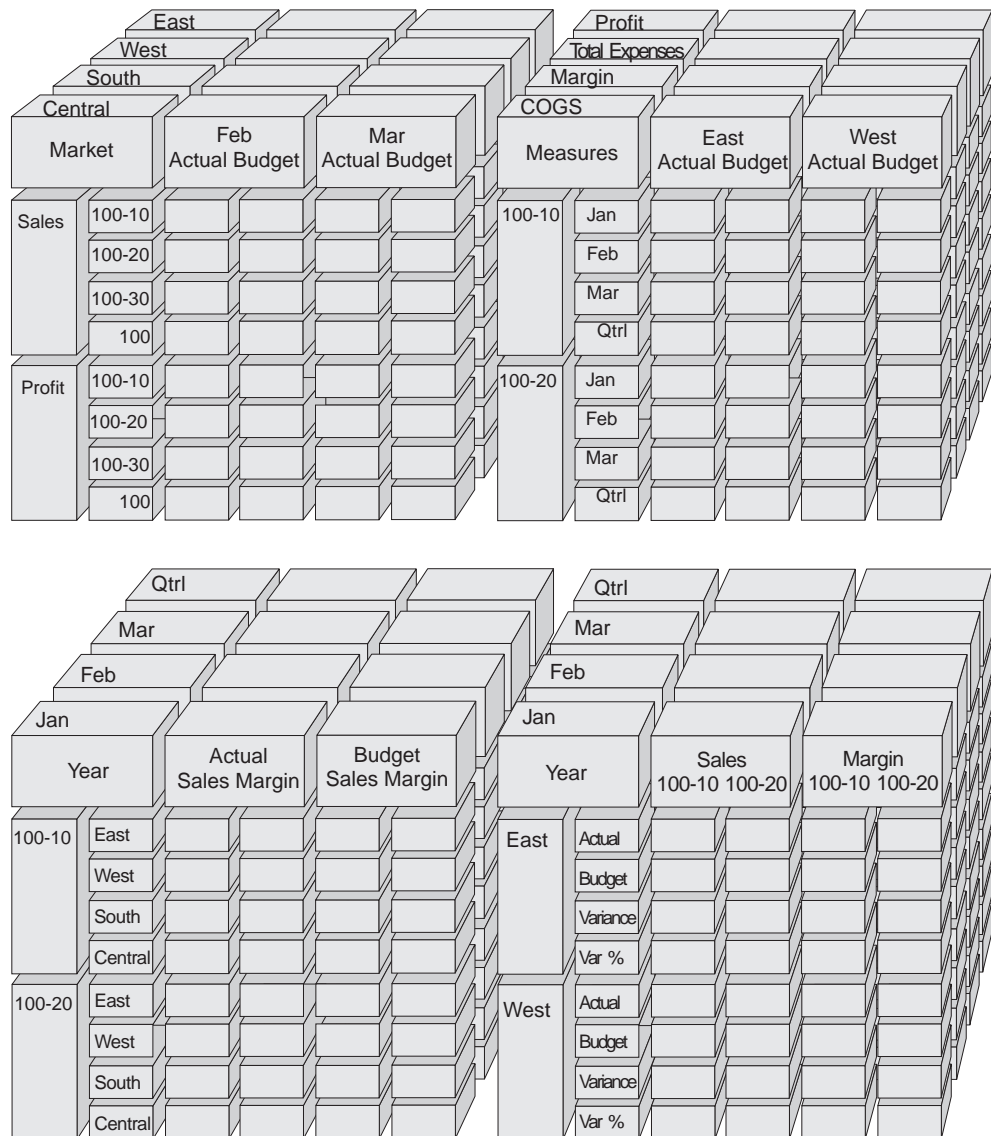 East
West
South
Central
Market
Feb
Actual Budget
Mar
Actual Budget
Sales
100-10
100-20
100-30
100
Profit
100-10
100-20
100-30
100
Profit
Total Expenses
Margin
COGS
Measures
East
Actual Budget
West
Actual Budget
100-10
Jan
Feb
Mar
Qtrl
100-20
Jan
Feb
Mar
Qtrl
Qtrl
Mar
Feb
Jan
Year
Actual
Sales Margin
Budget
Sales Margin
100-10
East
West
South
Central
100-20
East
West
South
Central
Qtrl
Mar
Feb
Jan
Year
Sales
100-10 100-20
Margin
100-10 100-20
East
Actual
Budget
Variance
Var %
West
Actual
Budget
Variance
Var %